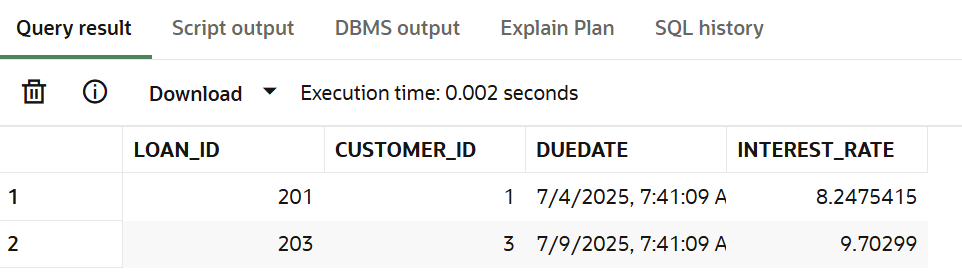 Query result Script output DBMS output Explain Plan SQL history
Download Execution time: 0.002 seconds
LOAN_ID CUSTOMER_ID DUEDATE INTEREST_RATE
1 201 1 7/4/2025, 7:41:09 A 8.2475415
2 203 3 7/9/2025, 7:41:09 A 9.70299